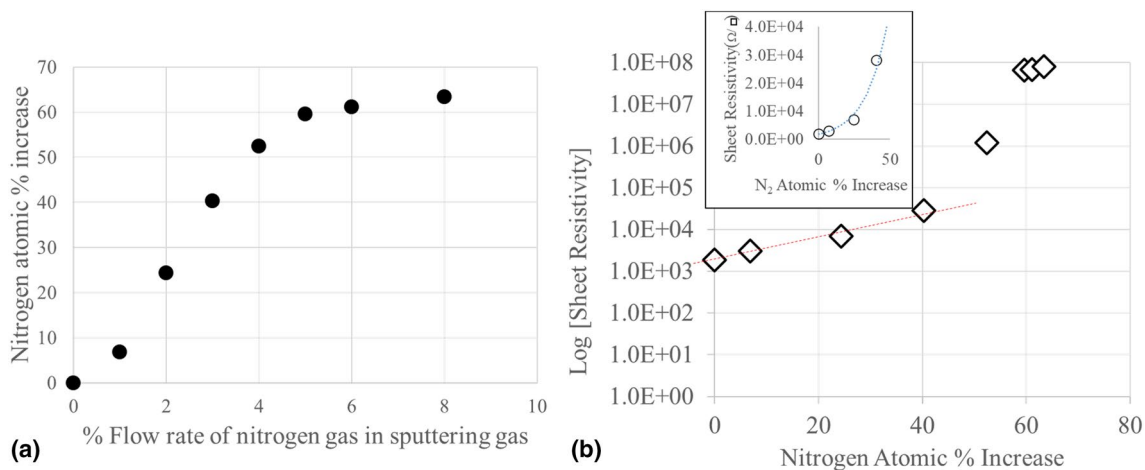 70
60
50
40
30
20
10
0
Nitrogen atomic % increase
0 2 4 6 8 10
% Flow rate of nitrogen gas in sputtering gas
(a)
1.0E+08
1.0E+07
1.0E+06
1.0E+05
1.0E+04
1.0E+03
1.0E+02
1.0E+01
1.0E+00
Log [Sheet Resistivity]
0 20 40 60 80
Nitrogen Atomic % Increase
(b)
Sheet Resistivity(Ω/□)
4.0E+04
3.0E+04
2.0E+04
1.0E+04
0.0E+00
0 50
N₂ Atomic % Increase